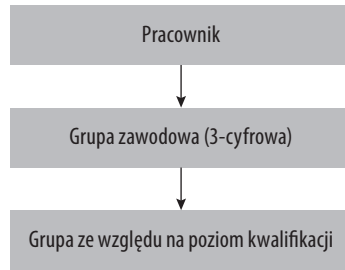 Pracownik
Grupa zawodowa (3-cyfrowa)
Grupa ze względu na poziom kwalifikacji